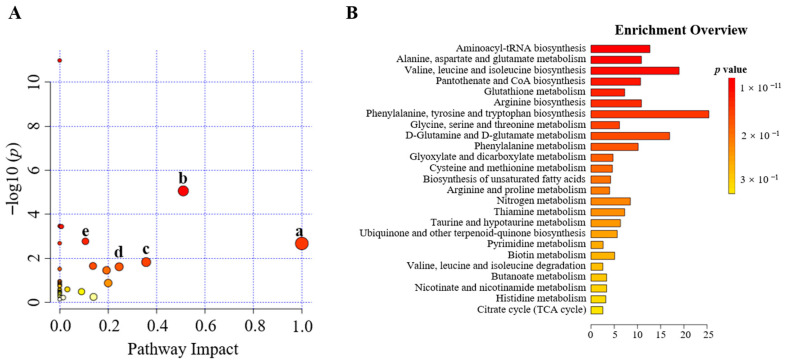 A
−log10 (p)
10
8
6
4
2
0
b
a
e
d
c
0.0 0.2 0.4 0.6 0.8 1.0
Pathway Impact
B
Enrichment Overview
Aminoacyl-tRNA biosynthesis
Alanine, aspartate and glutamate metabolism
Valine, leucine and isoleucine biosynthesis
Pantothenate and CoA biosynthesis
Glutathione metabolism
Arginine biosynthesis
Phenylalanine, tyrosine and tryptophan biosynthesis
Glycine, serine and threonine metabolism
D-Glutamine and D-glutamate metabolism
Phenylalanine metabolism
Glyoxylate and dicarboxylate metabolism
Cysteine and methionine metabolism
Biosynthesis of unsaturated fatty acids
Arginine and proline metabolism
Nitrogen metabolism
Thiamine metabolism
Taurine and hypotaurine metabolism
Ubiquinone and other terpenoid-quinone biosynthesis
Pyrimidine metabolism
Biotin metabolism
Valine, leucine and isoleucine degradation
Butanoate metabolism
Nicotinate and nicotinamide metabolism
Histidine metabolism
Citrate cycle (TCA cycle)
0 5 10 15 20 25
p value
1 × 10⁻¹¹
2 × 10⁻¹
3 × 10⁻¹